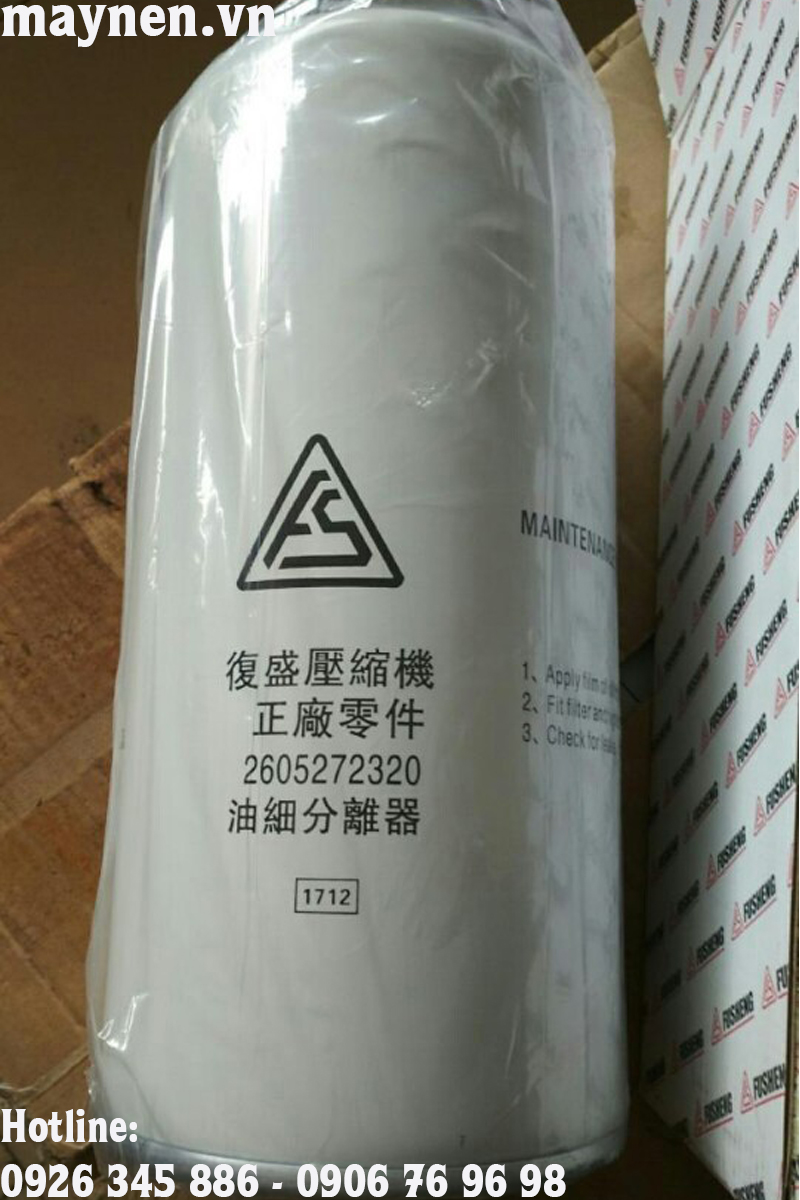 maynen.vn
FS
復盛壓縮機
正廠零件
2605272320
油細分離器
1712
MAINTENANCE
1、Apply film of
2、Fit filter and
3、Check for
FUSHENG
Hotline:
0926 345 886 - 0906 76 96 98